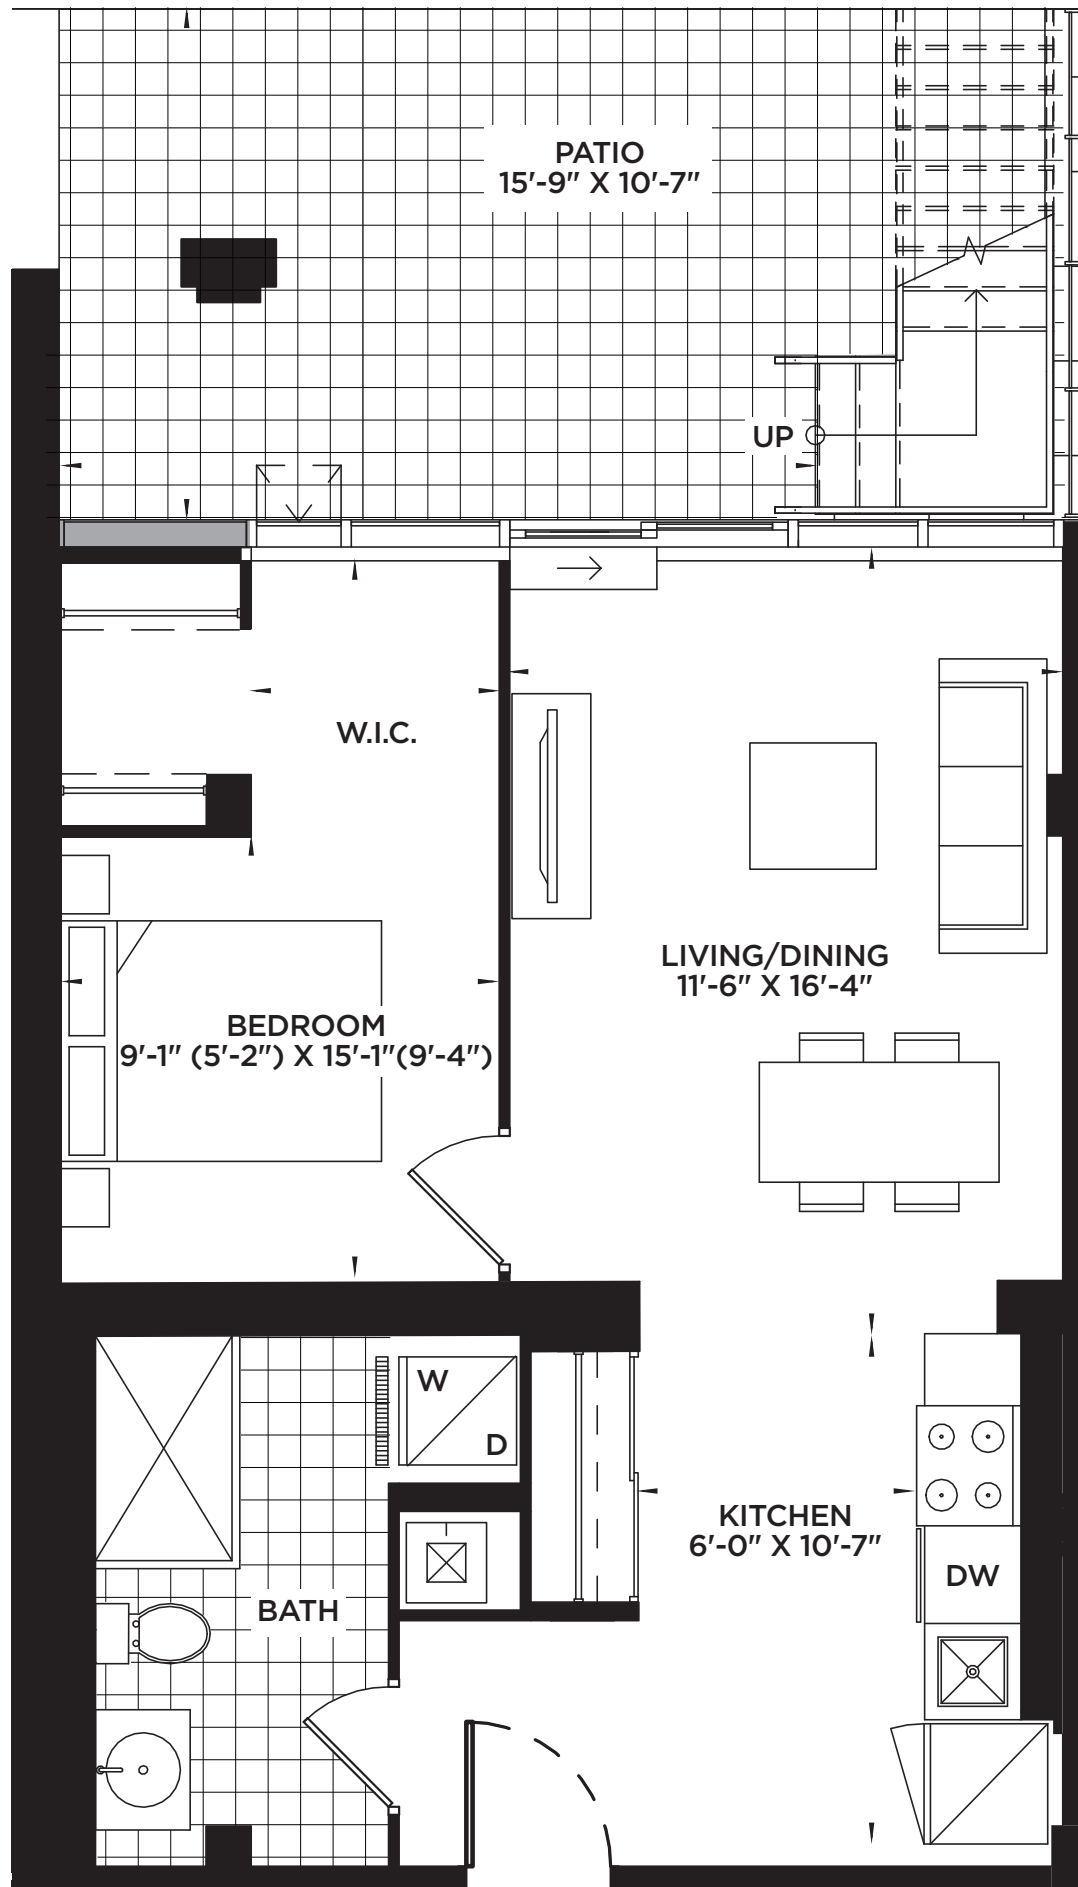 PATIO
15'-9" X 10'-7"
UP
W.I.C.
LIVING/DINING
11'-6" X 16'-4"
BEDROOM
9'-1" (5'-2") X 15'-1"(9'-4")
W
D
KITCHEN
6'-0" X 10'-7"
DW
BATH